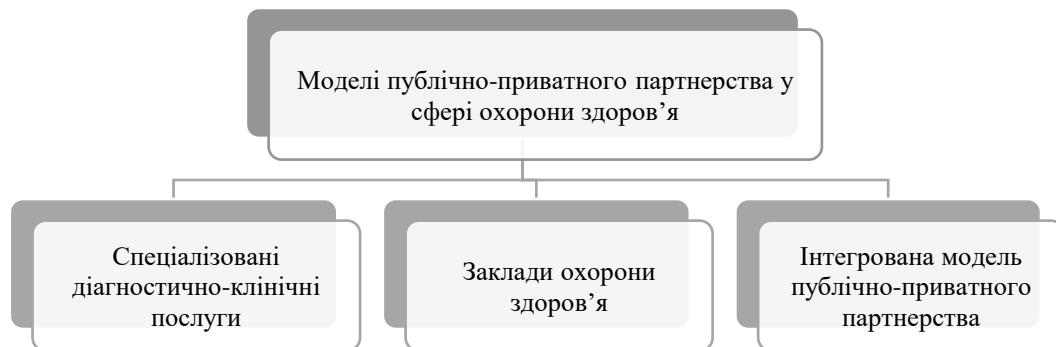 Моделі публічно-приватного партнерства у
сфері охорони здоров’я
Спеціалізовані
діагностично-клінічні
послуги
Заклади охорони
здоров’я
Інтегрована модель
публічно-приватного
партнерства